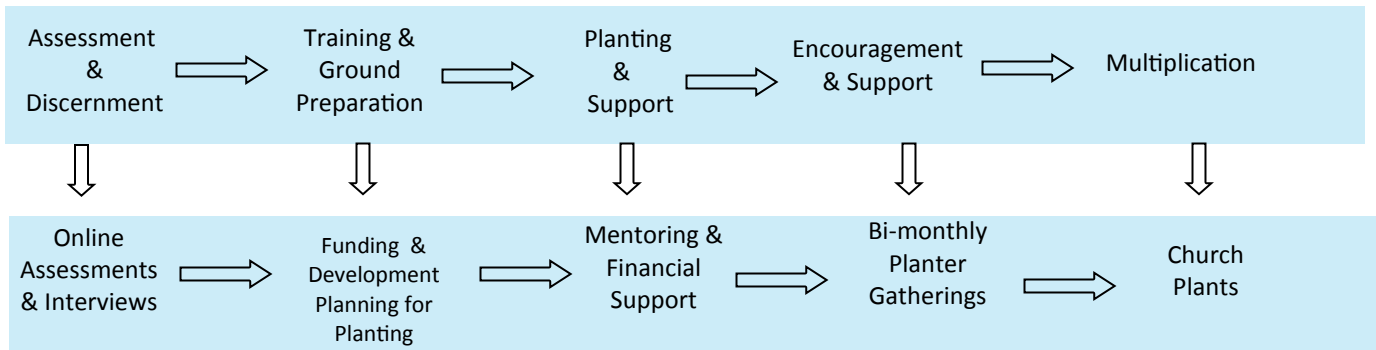 Assessment
&
Discernment
Training &
Ground
Preparation
Planting
&
Support
Encouragement
& Support
Multiplication
Online
Assessments
& Interviews
Funding &
Development
Planning for
Planting
Mentoring &
Financial
Support
Bi-monthly
Planter
Gatherings
Church
Plants